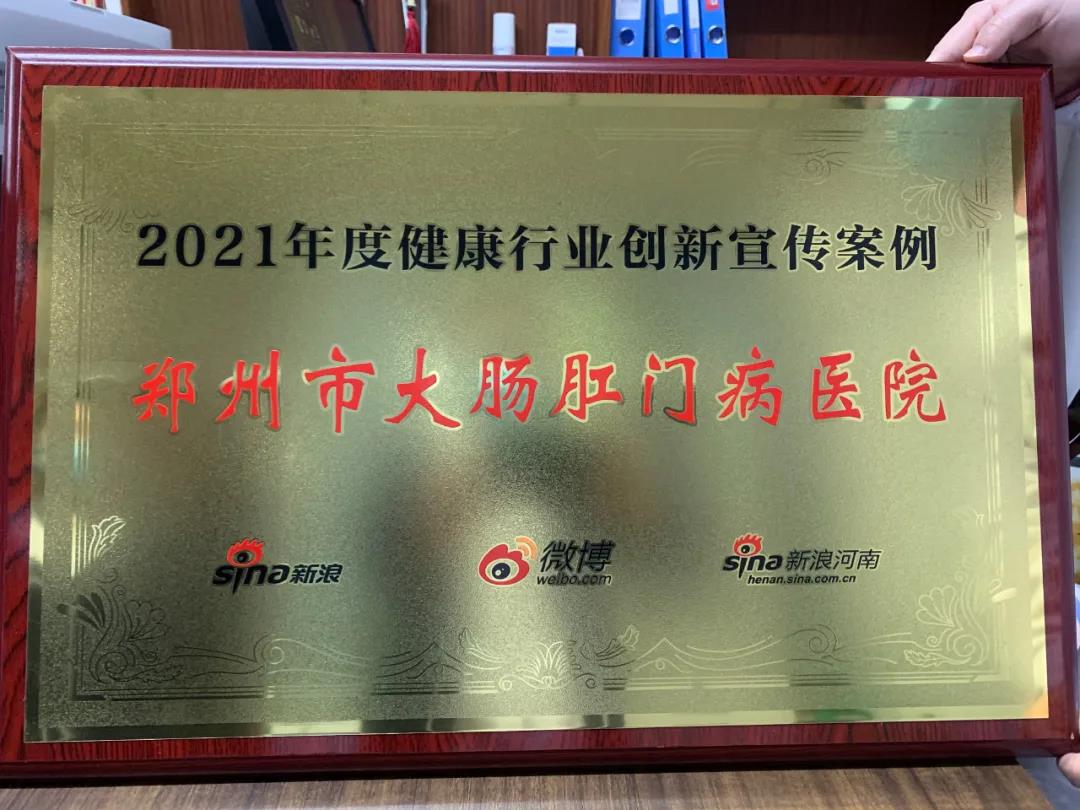 2021年度健康行业创新宣传案例
郑州市大肠肛门病医院
sina新浪
微博
weibo.com
sina新浪河南
henan.sina.com.cn